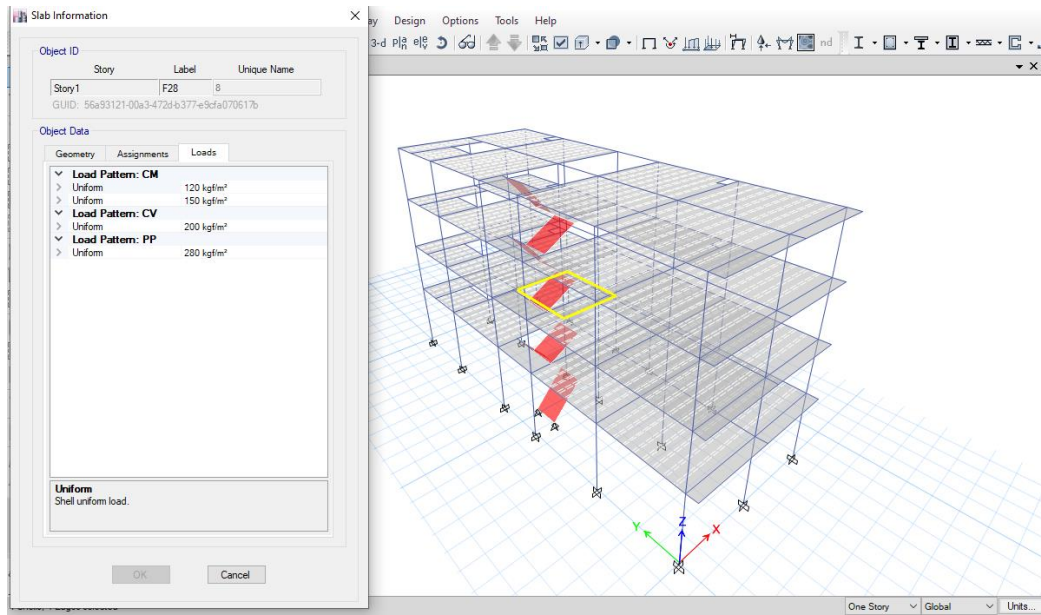 Slab Information
ay Design Options Tools Help
3-d
nd
Object ID
Story Label Unique Name
Story1 F28 8
GUID: 56a93121-00a3-472d-b377-e9cfa070617b
Object Data
Geometry Assignments Loads
Load Pattern: CM
Uniform 120 kgf/m²
Uniform 150 kgf/m²
Load Pattern: CV
Uniform 200 kgf/m²
Load Pattern: PP
Uniform 280 kgf/m²
Uniform
Shell uniform load.
OK Cancel
Y Z X
One Story Global Units...